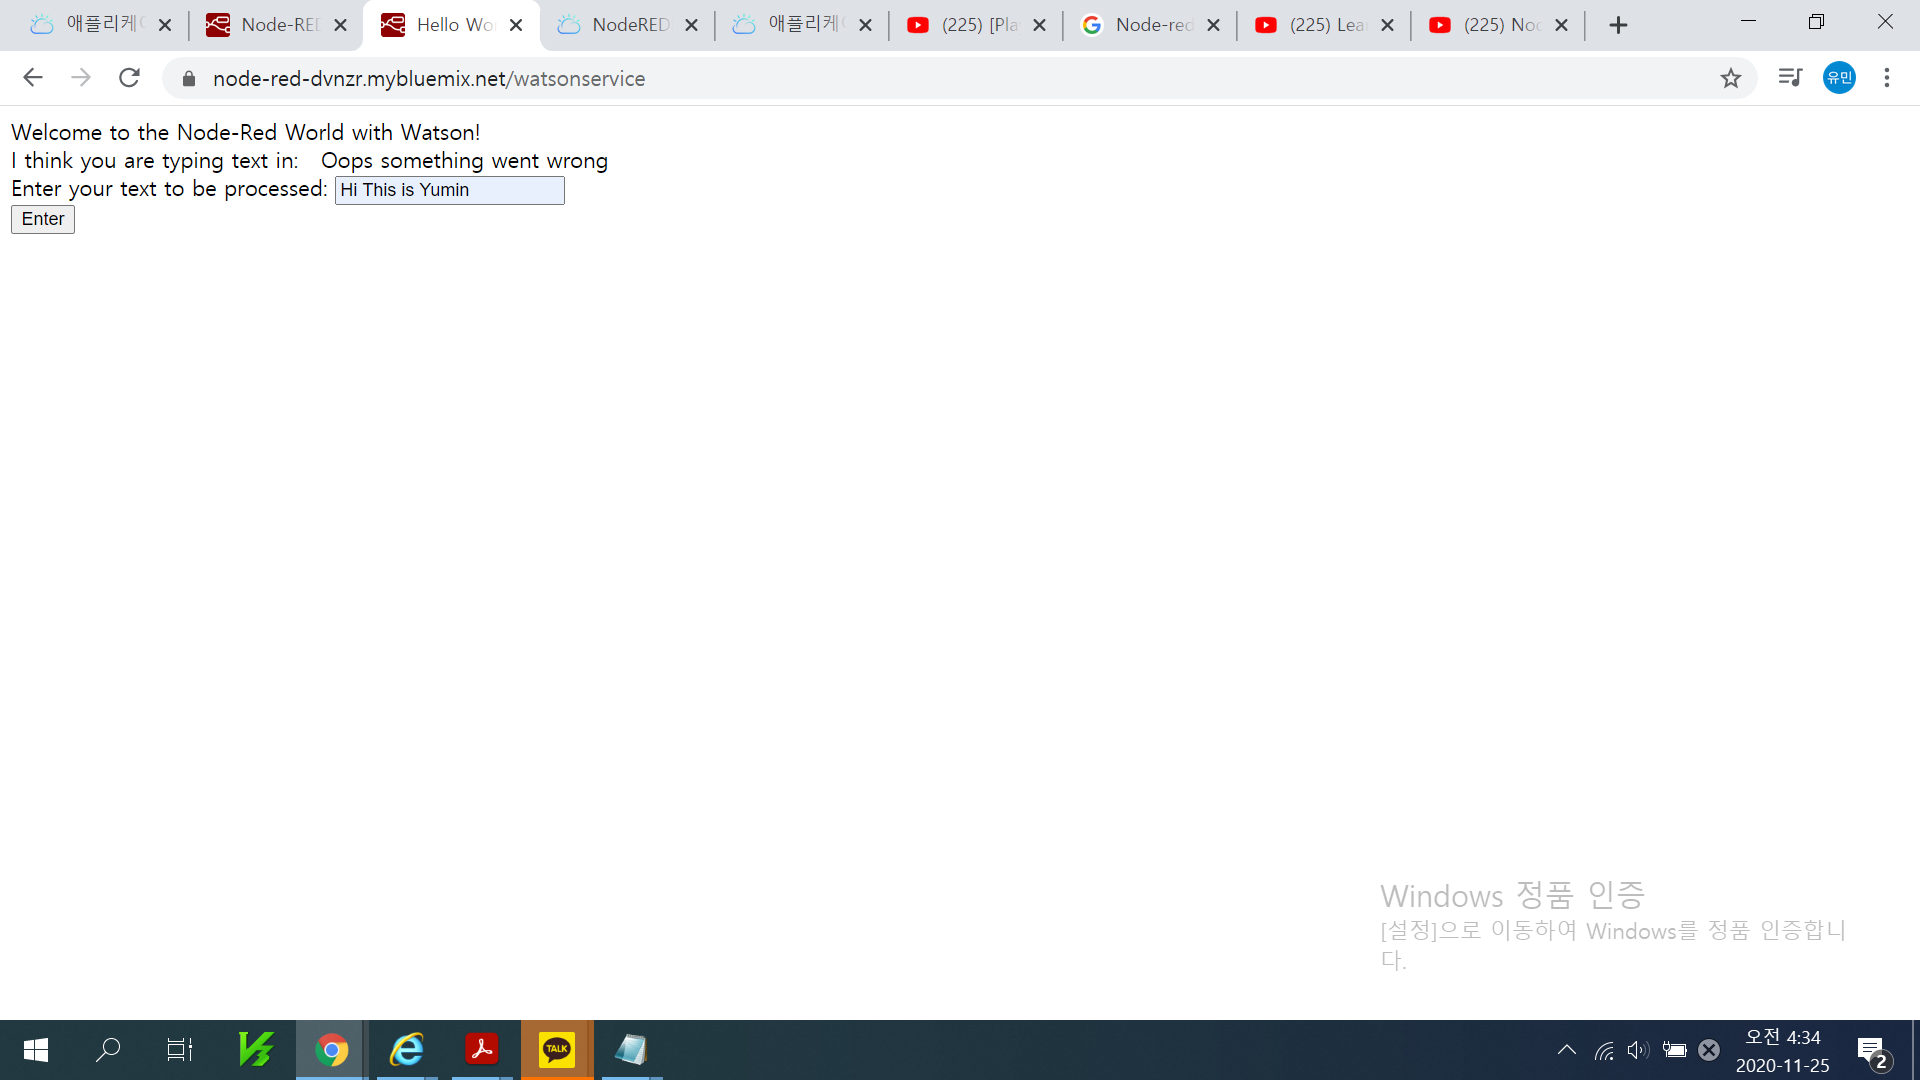 애플리케이
Node-RED
Hello Wo
NodeRED
애플리케이
(225) [Pla
Node-red
(225) Lea
(225) Noc
node-red-dvnzr.mybluemix.net/watsonservice
유민
Welcome to the Node-Red World with Watson!
I think you are typing text in: Oops something went wrong
Enter your text to be processed: Hi This is Yumin
Enter
Windows 정품 인증
[설정]으로 이동하여 Windows를 정품 인증합니
다.
TALK
오전 4:34
2020-11-25
2